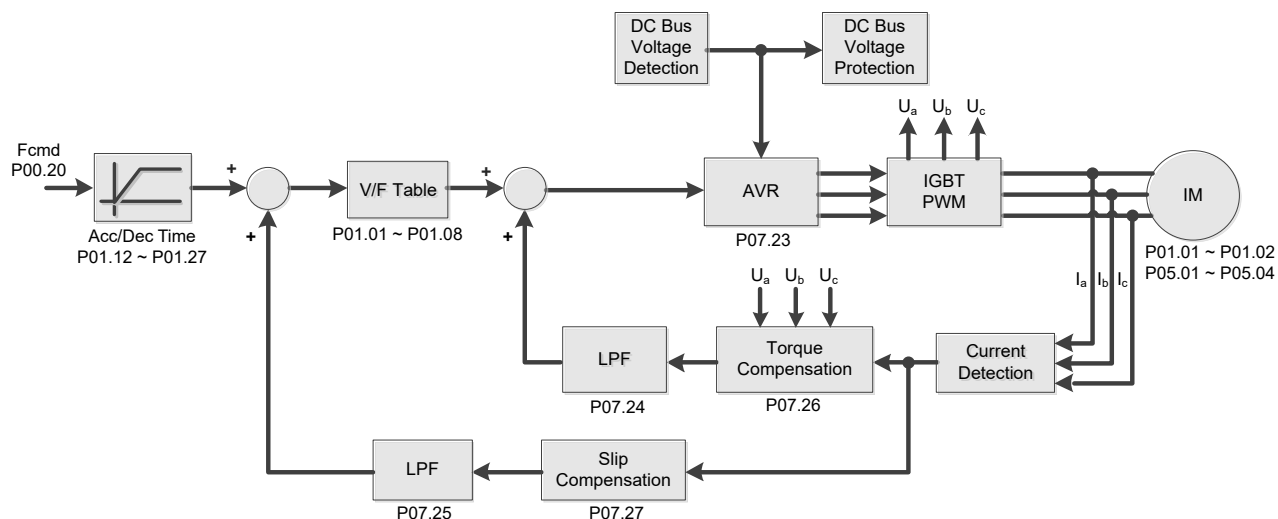 DC Bus
Voltage
Detection
DC Bus
Voltage
Protection
Ua Ub Uc
Fcmd
P00.20
+
V/F Table
+
AVR
IGBT
PWM
IM
Acc/Dec Time
P01.12 ~ P01.27
+
P01.01 ~ P01.08
+
P07.23
P01.01 ~ P01.02
P05.01 ~ P05.04
Ua Ub Uc
Ia Ib Ic
LPF
Torque
Compensation
Current
Detection
P07.24
P07.26
LPF
Slip
Compensation
P07.25
P07.27